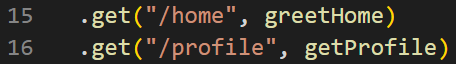 15 .get("/home", greetHome)
16 .get("/profile", getProfile)